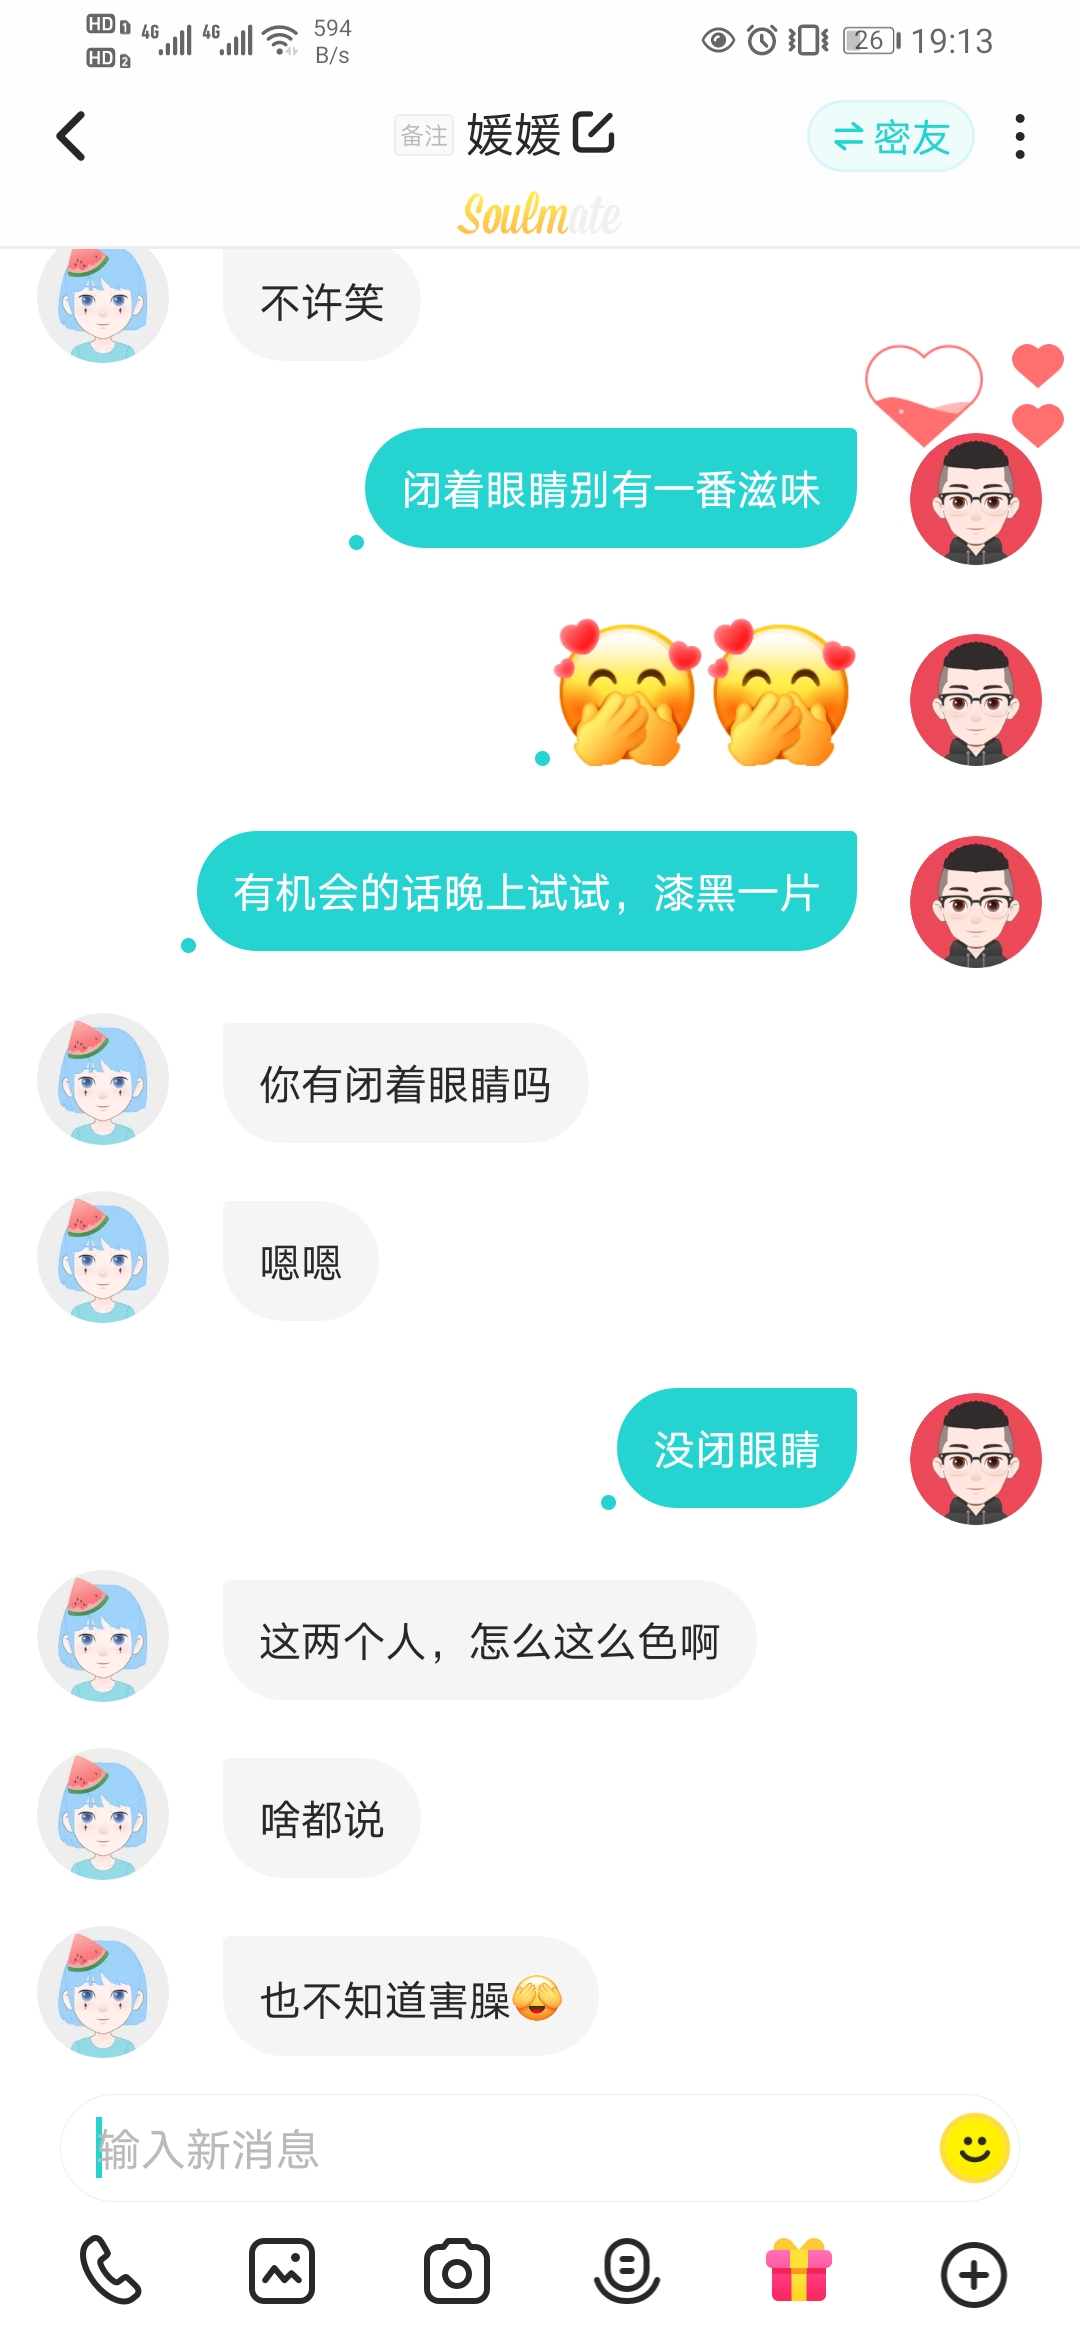 HD 1 4G 4G 594
HD 2 B/s
26 19:13
备注 媛媛 密友
Soulmate
不许笑
闭着眼睛别有一番滋味
有机会的话晚上试试，漆黑一片
你有闭着眼睛吗
嗯嗯
没闭眼睛
这两个人，怎么这么色啊
啥都说
也不知道害臊
输入新消息